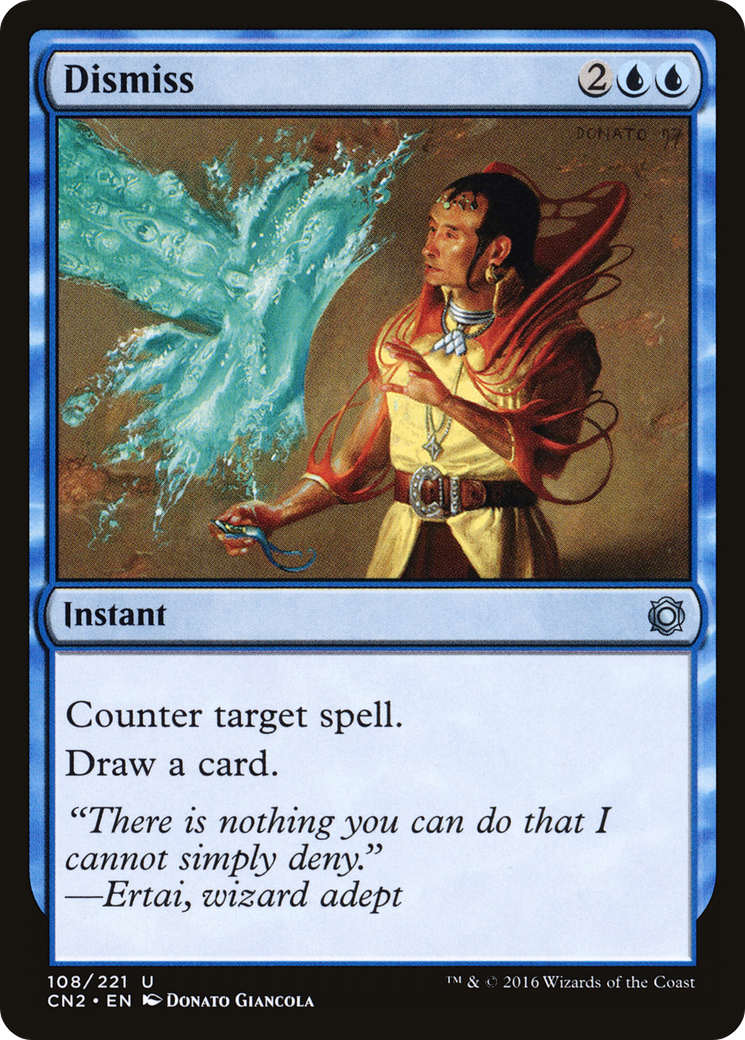 Dismiss
2
DONATO 97
Instant
Counter target spell.
Draw a card.
“There is nothing you can do that I
cannot simply deny.”
—Ertai, wizard adept
108/221 U
CN2 • EN Donato Giancola
™ & © 2016 Wizards of the Coast